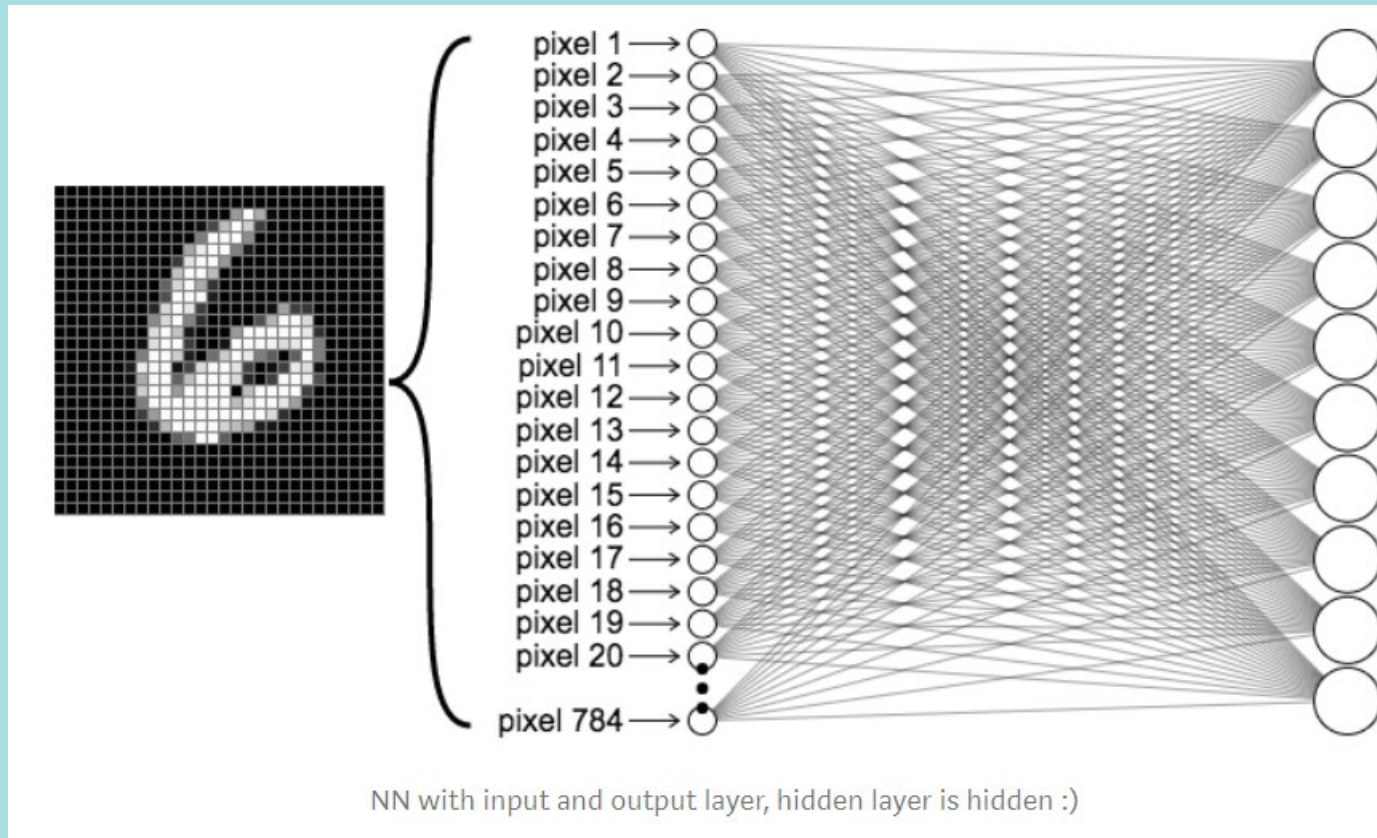 pixel 1
pixel 2
pixel 3
pixel 4
pixel 5
pixel 6
pixel 7
pixel 8
pixel 9
pixel 10
pixel 11
pixel 12
pixel 13
pixel 14
pixel 15
pixel 16
pixel 17
pixel 18
pixel 19
pixel 20
pixel 784
NN with input and output layer, hidden layer is hidden :)